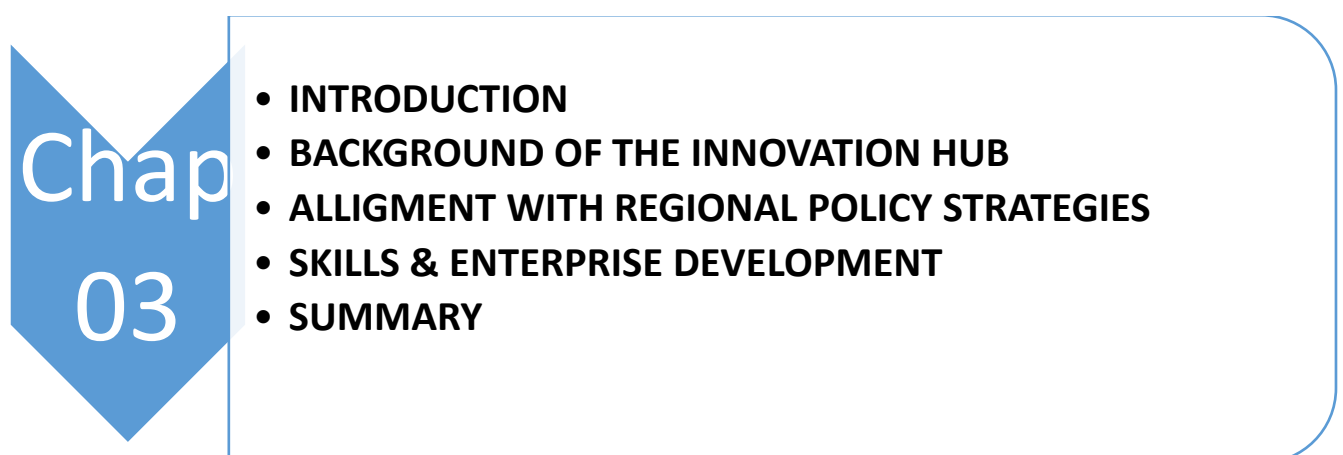 Chap
03
• INTRODUCTION
• BACKGROUND OF THE INNOVATION HUB
• ALLIGMENT WITH REGIONAL POLICY STRATEGIES
• SKILLS & ENTERPRISE DEVELOPMENT
• SUMMARY